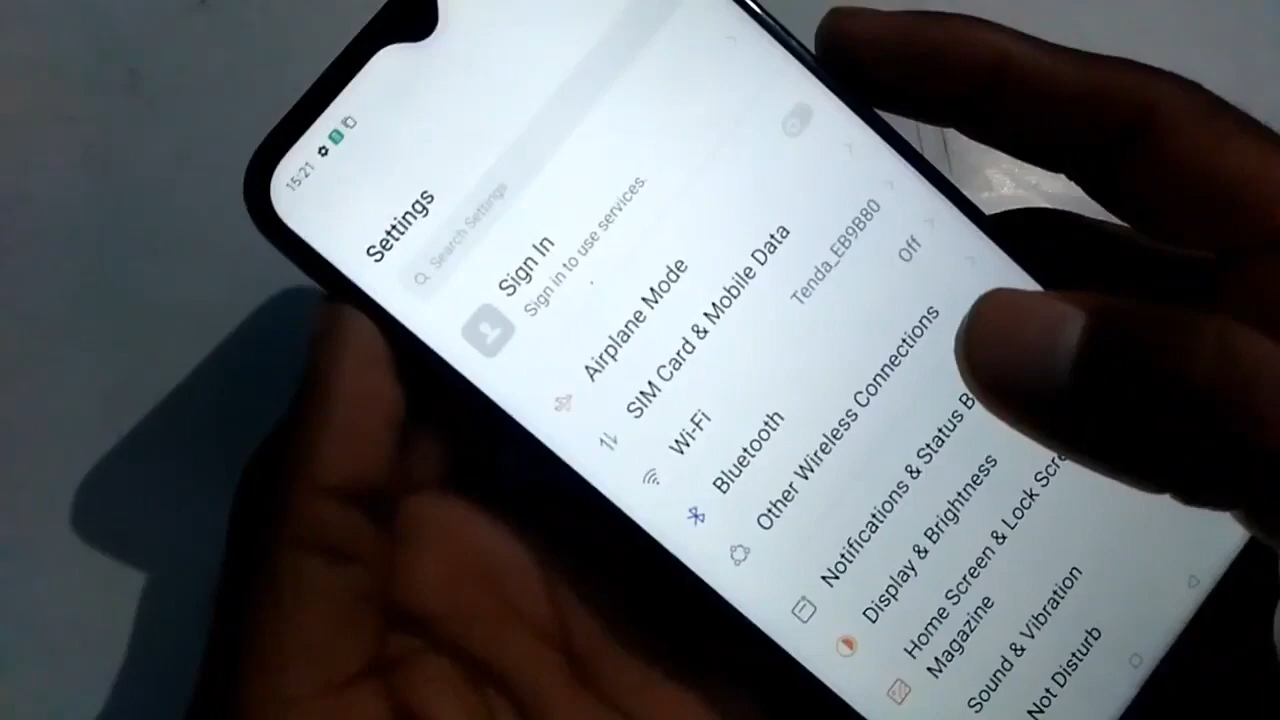 15:21
Settings
Search Settings
Sign In
Sign in to use services.
Airplane Mode
SIM Card & Mobile Data
Wi-Fi Tenda_EB9B80
Bluetooth Off
Other Wireless Connections
Notifications & Status B
Display & Brightness
Home Screen & Lock Scre
Magazine
Sound & Vibration
Not Disturb